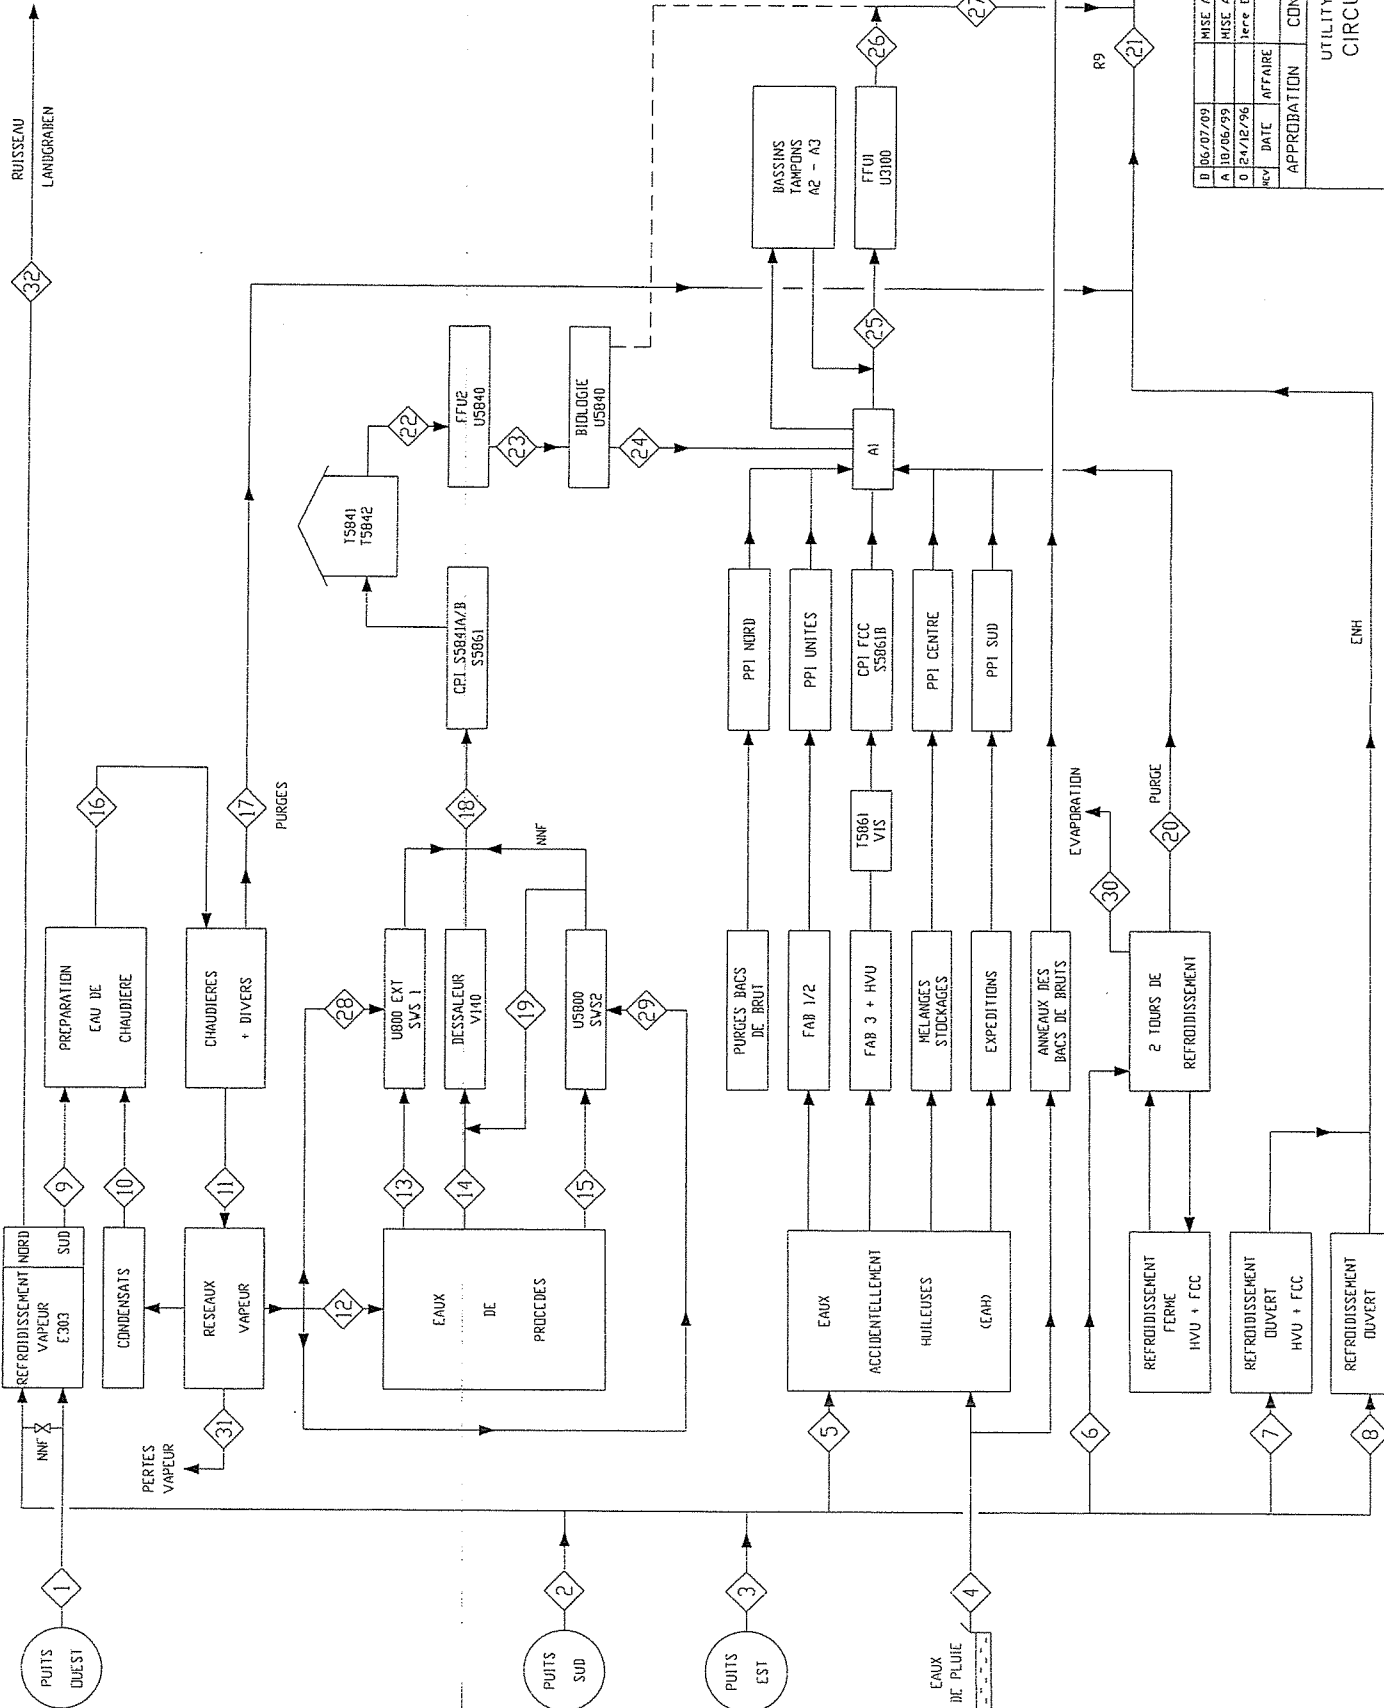 RUISSEAU
LANDGRABEN
32
PUITS
OUEST
1
NNF
REFROIDISSEMENT
VAPEUR
E303
NORD
SUD
9
CONDENSATS
10
PREPARATION
EAU DE
CHAUDIERE
16
RESEAUX
VAPEUR
11
CHAUDIERES
+ DIVERS
17
PURGES
31
PERTES
VAPEUR
12
28
29
PUITS
SUD
2
EAUX
DE
PROCEDES
13
14
15
19
U800 EXT
SWS 1
DESSALEUR
V140
U5800
SWS2
NNF
18
CPI S5841A/B
S5861
T5841
T5842
22
FFU2
U5840
23
BIOLOGIE
U5840
24
PUITS
EST
3
EAUX
DE PLUIE
4
5
EAUX
ACCIDENTELLEMENT
HUILEUSES
(EAH)
PURGES BACS
DE BRUT
FAB 1/2
FAB 3 + HVU
MELANGES
STOCKAGES
EXPEDITIONS
ANNEAUX DES
BACS DE BRUTS
T5861
VIS
PPI NORD
PPI UNITES
CPI FCC
S5861B
PPI CENTRE
PPI SUD
A1
25
BASSINS
TAMPONS
A2 - A3
FFU1
U3100
26
27
6
REFROIDISSEMENT
FERME
HVU + FCC
2 TOURS DE
REFROIDISSEMENT
30
EVAPORATION
20
PURGE
7
REFROIDISSEMENT
OUVERT
HVU + FCC
8
REFROIDISSEMENT
OUVERT
ENH
R9
21
B 06/07/09 MISE
A 18/06/99 MISE
0 24/12/96 1ere
REV DATE AFFAIRE
APPROBATION
UTILITY